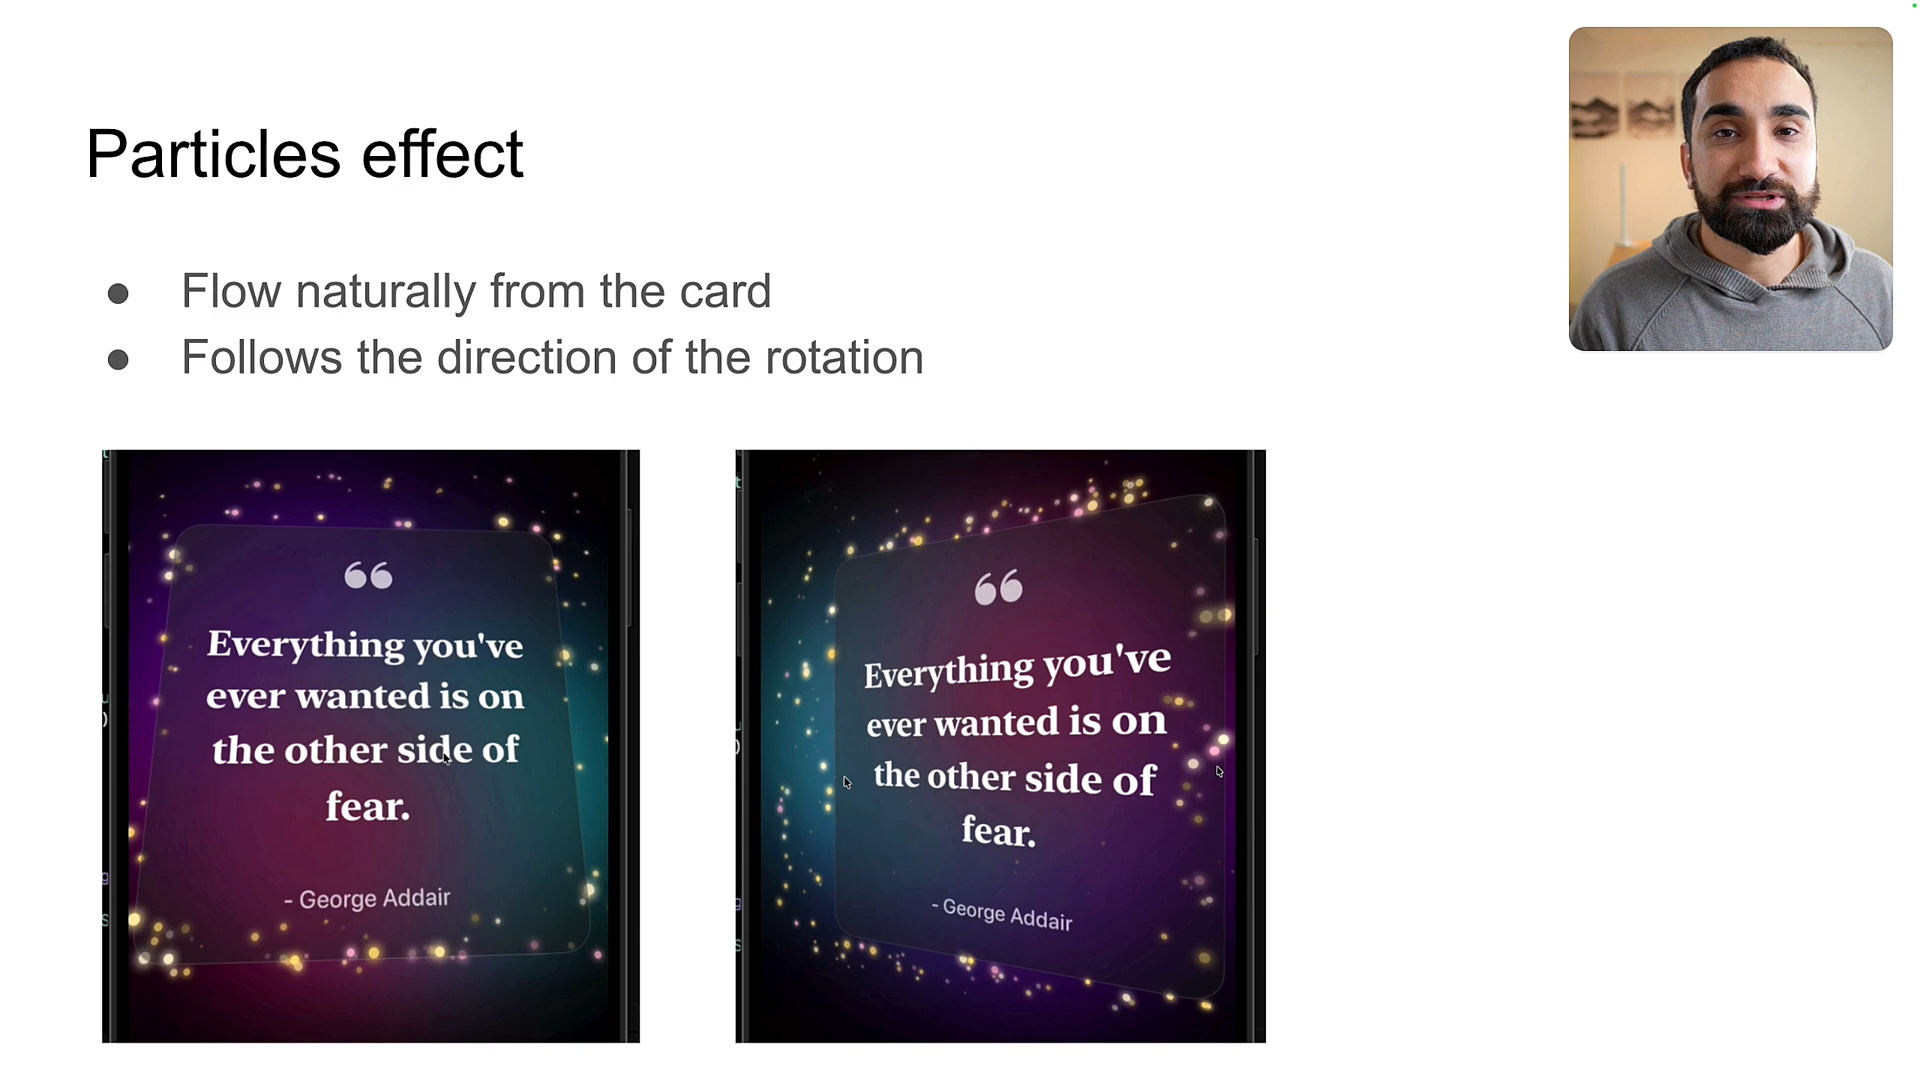 Particles effect
● Flow naturally from the card
● Follows the direction of the rotation
“
Everything you've
ever wanted is on
the other side of
fear.
- George Addair
“
Everything you've
ever wanted is on
the other side of
fear.
- George Addair